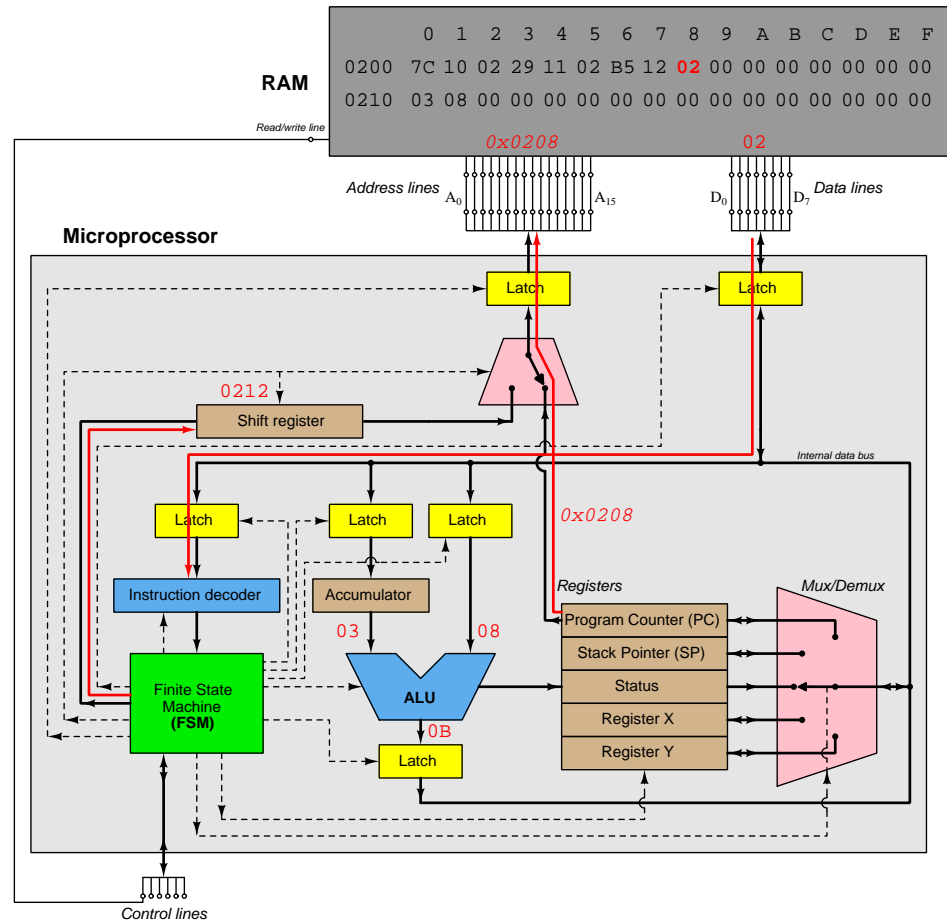 0 1 2 3 4 5 6 7 8 9 A B C D E F
0200 7C 10 02 29 11 02 B5 12 02 00 00 00 00 00 00 00
RAM
0210 03 08 00 00 00 00 00 00 00 00 00 00 00 00 00 00
Read/write line
0x0208 02
Address lines A0 A15 D0 D7 Data lines
Microprocessor
Latch Latch
0212
Shift register
Internal data bus
Latch Latch Latch
0x0208
Instruction decoder Accumulator Registers Mux/Demux
03 08 Program Counter (PC)
Stack Pointer (SP)
Finite State
Machine
(FSM)
ALU
Status
Register X
0B
Register Y
Latch
Control lines